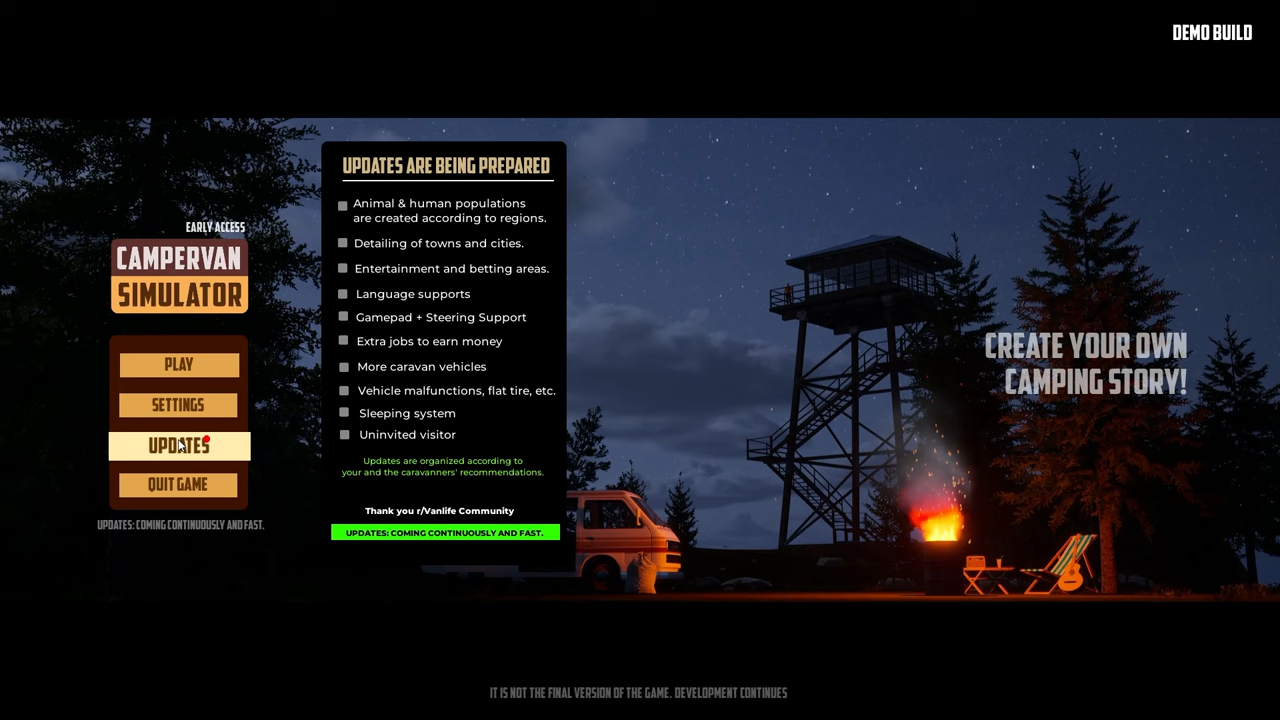 DEMO BUILD
EARLY ACCESS
CAMPERVAN
SIMULATOR
PLAY
SETTINGS
UPDATES
QUIT GAME
UPDATES: COMING CONTINUOUSLY AND FAST.
UPDATES ARE BEING PREPARED
Animal & human populations
are created according to regions.
Detailing of towns and cities.
Entertainment and betting areas.
Language supports
Gamepad + Steering Support
Extra jobs to earn money
More caravan vehicles
Vehicle malfunctions, flat tire, etc.
Sleeping system
Uninvited visitor
Updates are organized according to
your and the caravanners' recommendations.
Thank you r/Vanlife Community
UPDATES: COMING CONTINUOUSLY AND FAST.
CREATE YOUR OWN
CAMPING STORY!
IT IS NOT THE FINAL VERSION OF THE GAME. DEVELOPMENT CONTINUES